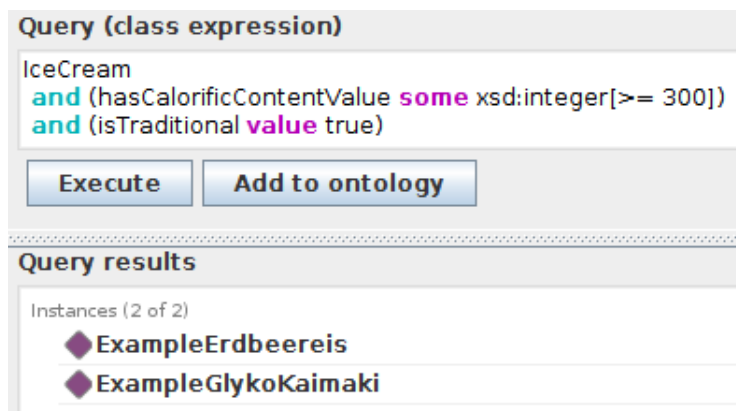 Query (class expression)
IceCream
and (hasCalorificContentValue some xsd:integer[>= 300])
and (isTraditional value true)
Execute
Add to ontology
Query results
Instances (2 of 2)
ExampleErdbeereis
ExampleGlykoKaimaki